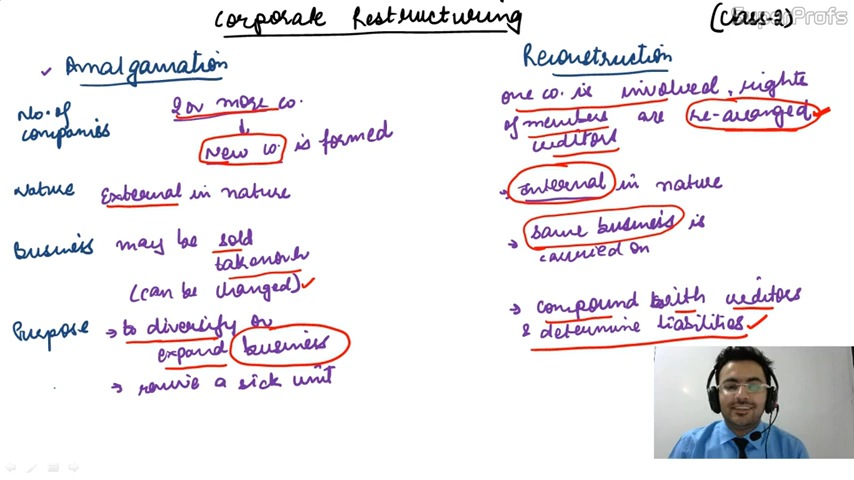 Corporate Restructuring
(Class-2)
SuperProfs
Amalgamation
Reconstruction
No. of
companies
2 or more co.
New co. is formed
one co. is involved, rights
of members are re-arranged
creditors
Nature External in nature
→ Internal in nature
Business may be sold
takenover
(can be changed)
→ same business is
carried on
Purpose → to diversify or
expand business
→ revive a sick unit
→ compound with creditors
& determine liabilities